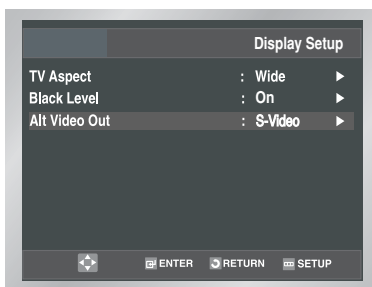 Display Setup
TV Aspect : Wide
Black Level : On
Alt Video Out : S-Video
ENTER RETURN SETUP